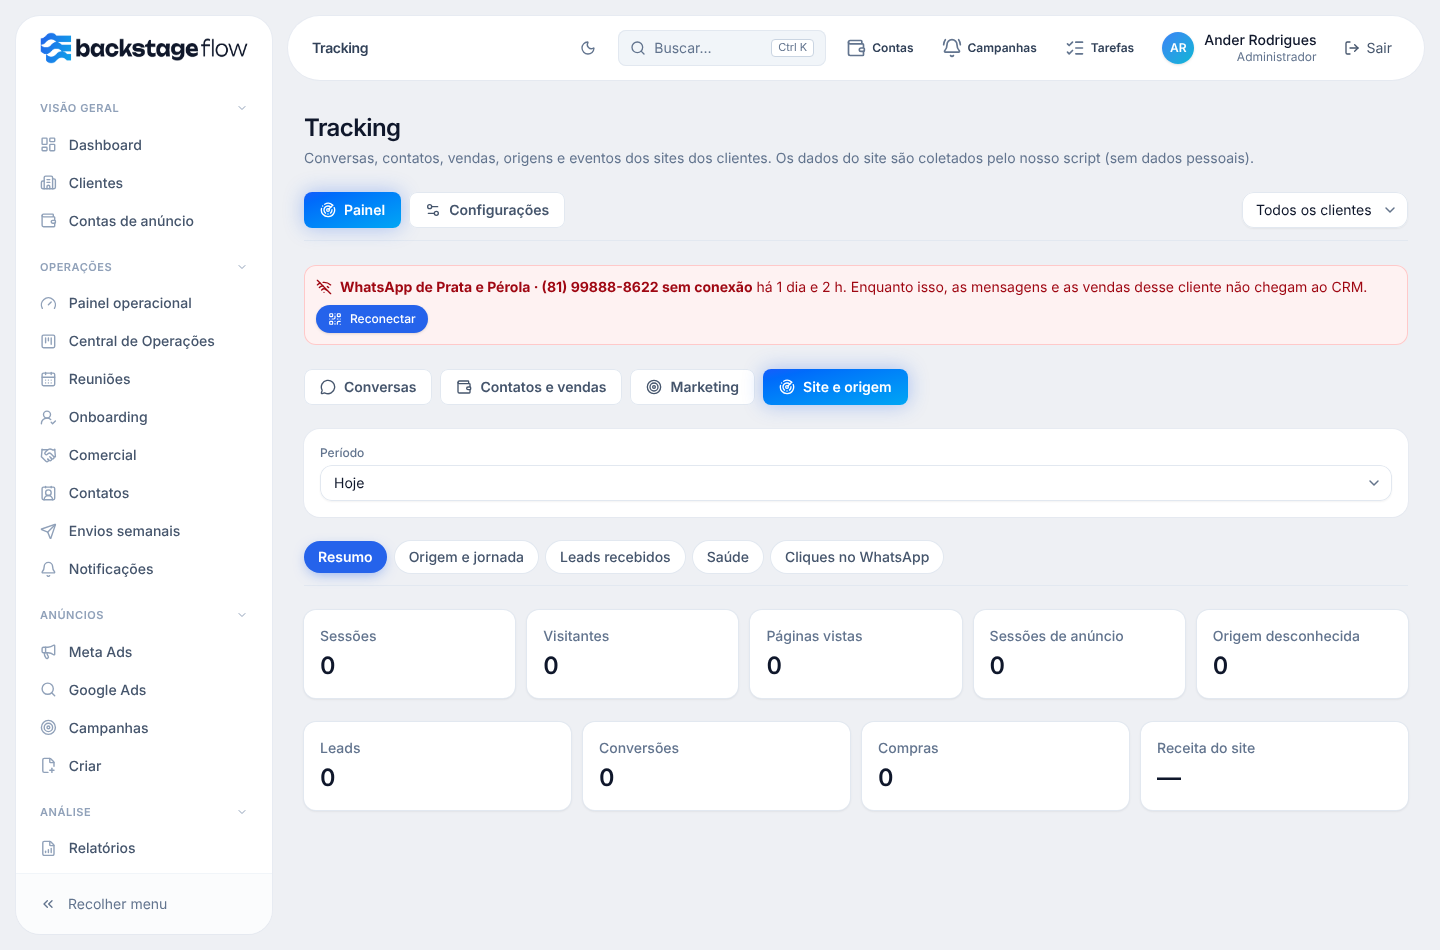 backstageflow
VISÃO GERAL
Dashboard
Clientes
Contas de anúncio
OPERAÇÕES
Painel operacional
Central de Operações
Reuniões
Onboarding
Comercial
Contatos
Envios semanais
Notificações
ANÚNCIOS
Meta Ads
Google Ads
Campanhas
Criar
ANÁLISE
Relatórios
Recolher menu
Tracking
Buscar...
Ctrl K
Contas
Campanhas
Tarefas
AR
Ander Rodrigues
Administrador
Sair
Tracking
Conversas, contatos, vendas, origens e eventos dos sites dos clientes. Os dados do site são coletados pelo nosso script (sem dados pessoais).
Painel
Configurações
Todos os clientes
WhatsApp de Prata e Pérola · (81) 99888-8622 sem conexão há 1 dia e 2 h. Enquanto isso, as mensagens e as vendas desse cliente não chegam ao CRM.
Reconectar
Conversas
Contatos e vendas
Marketing
Site e origem
Período
Hoje
Resumo
Origem e jornada
Leads recebidos
Saúde
Cliques no WhatsApp
Sessões
0
Visitantes
0
Páginas vistas
0
Sessões de anúncio
0
Origem desconhecida
0
Leads
0
Conversões
0
Compras
0
Receita do site
—